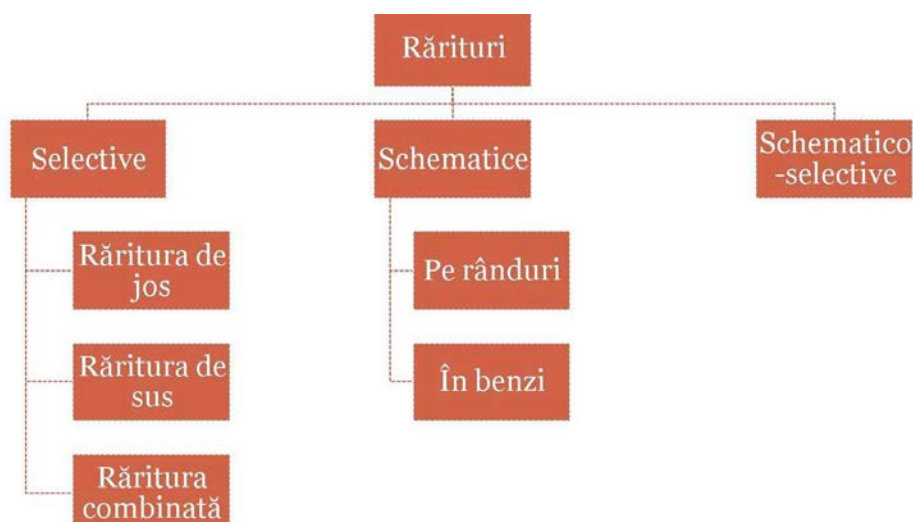 Rărituri
Selective
Schematice
Schematico
-selective
Răritura de
jos
Pe rânduri
Răritura de
sus
În benzi
Răritura
combinată